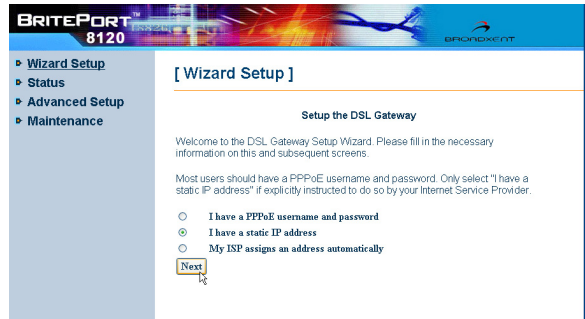 BRITEPORT™
8120
BROADXENT
Wizard Setup
Status
Advanced Setup
Maintenance
[ Wizard Setup ]
Setup the DSL Gateway
Welcome to the DSL Gateway Setup Wizard. Please fill in the necessary
information on this and subsequent screens.
Most users should have a PPPoE username and password. Only select "I have a
static IP address" if explicitly instructed to do so by your Internet Service Provider.
I have a PPPoE username and password
I have a static IP address
My ISP assigns an address automatically
Next